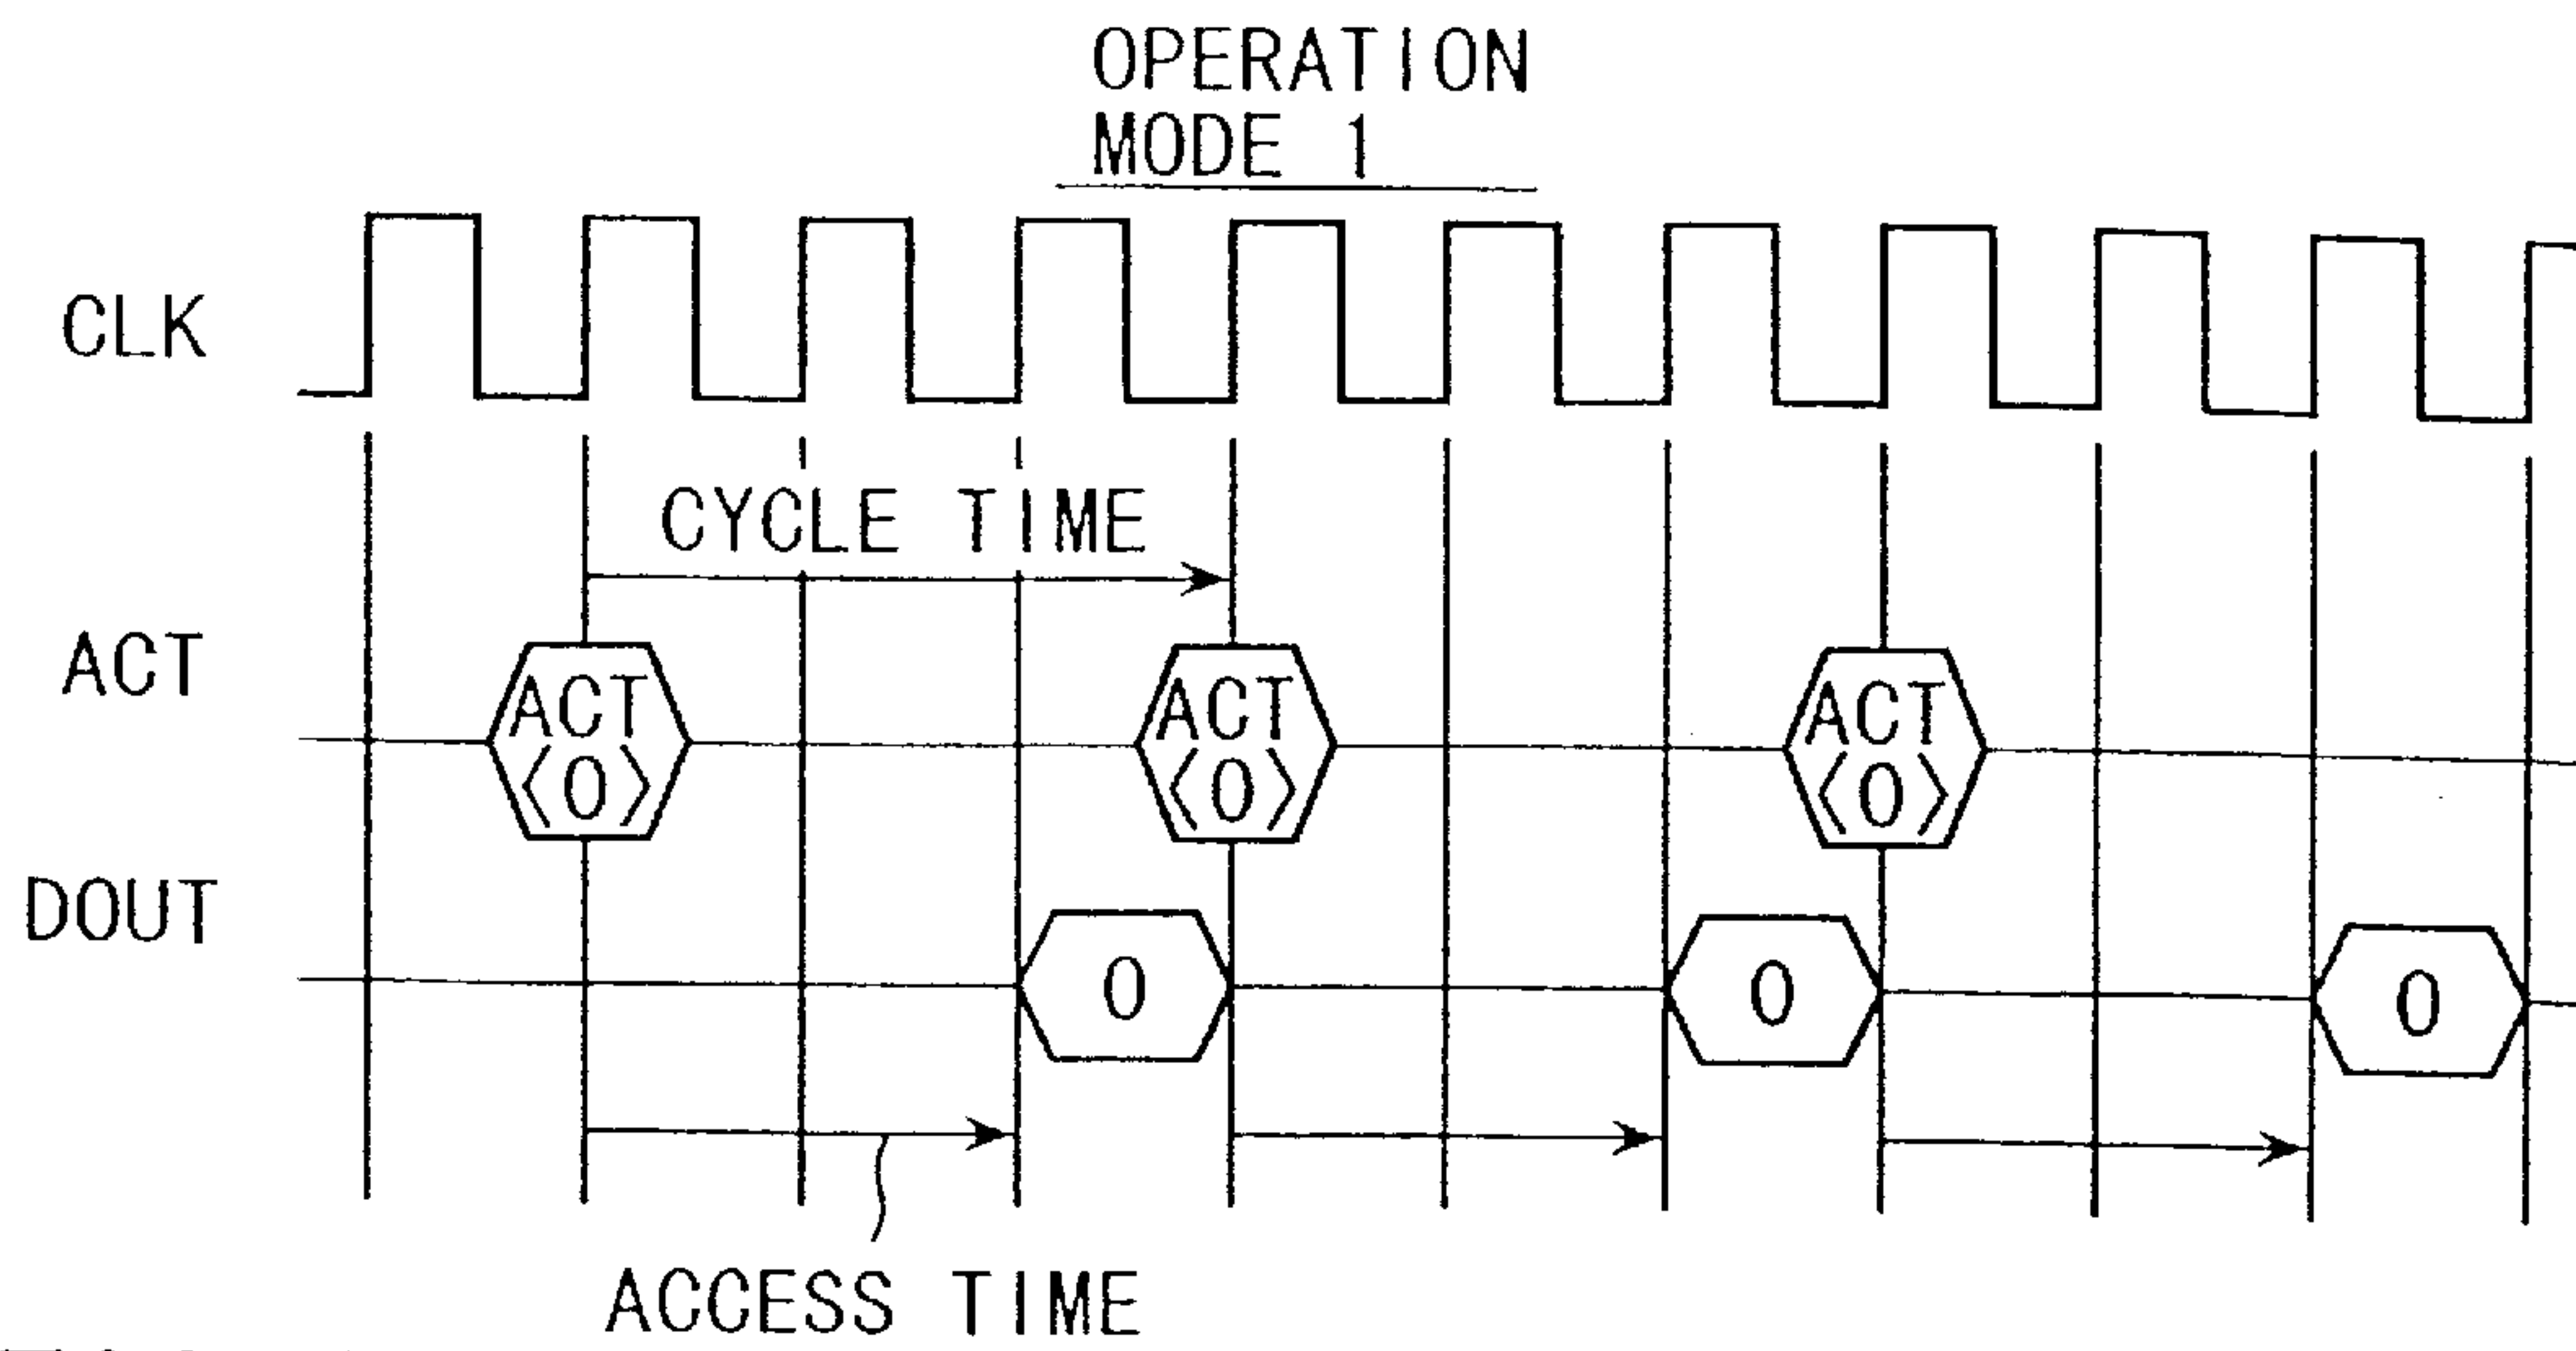 OPERATION
MODE 1
CLK
CYCLE TIME
ACT
ACT
<0>
ACT
<0>
ACT
<0>
DOUT
0
0
0
ACCESS TIME